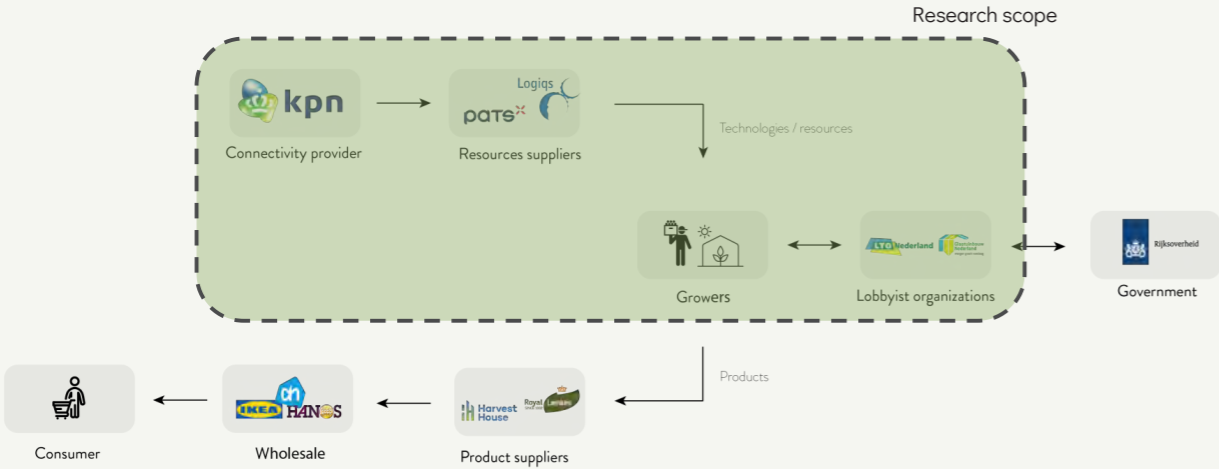 Research scope
kpn
Logiqs
PATS
Connectivity provider
Resources suppliers
Technologies / resources
LTO Nederland
Glastuinbouw
Nederland
Rijksoverheid
Growers
Lobbyist organizations
Government
Products
ah
IKEA
HANOS
Harvest
House
Royal
Consumer
Wholesale
Product suppliers